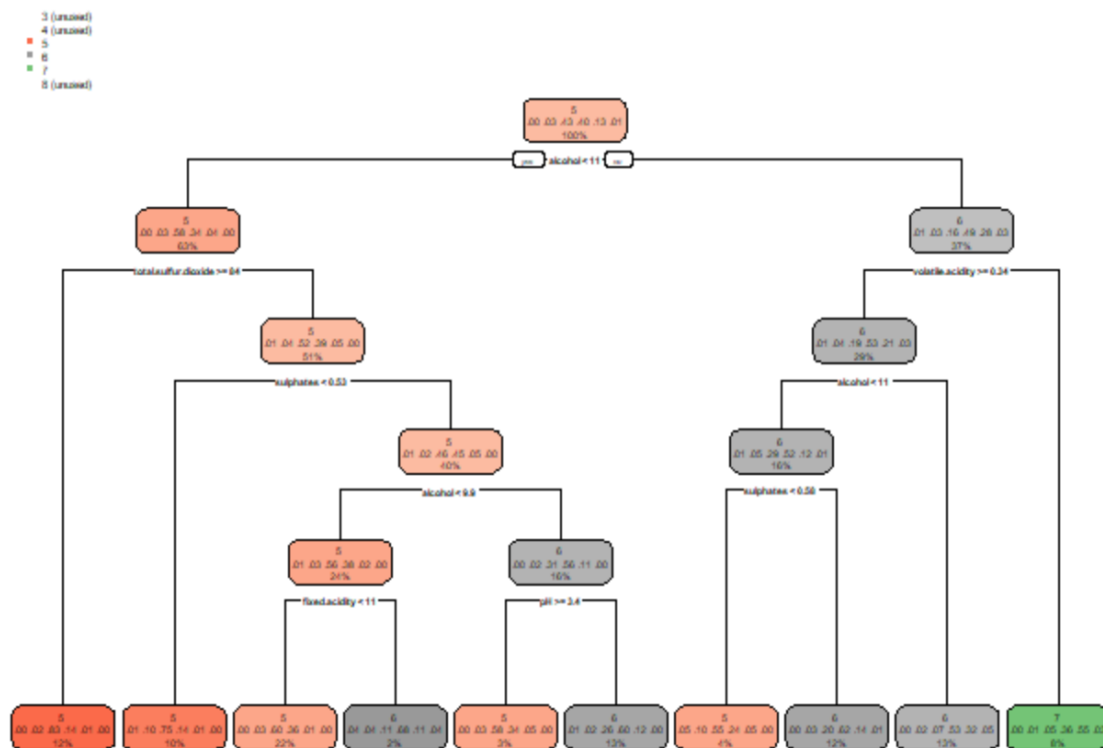 3 (unused)
4 (unused)
5
6
7
8 (unused)
5
.00 .03 .43 .40 .13 .01
100%
yes alcohol < 11 no
5
.00 .03 .58 .34 .04 .00
63%
6
.01 .03 .16 .49 .28 .03
37%
total.sulfur.dioxide >= 84
volatile.acidity >= 0.34
5
.01 .04 .52 .39 .05 .00
51%
6
.01 .04 .19 .53 .21 .03
29%
sulphates < 0.53
alcohol < 11
5
.01 .02 .46 .45 .05 .00
40%
6
.01 .05 .29 .52 .12 .01
16%
alcohol < 9.9
sulphates < 0.58
5
.01 .03 .56 .38 .02 .00
24%
6
.00 .02 .31 .56 .11 .00
16%
fixed.acidity < 11
pH >= 3.4
5
.00 .02 .83 .14 .01 .00
12%
5
.01 .10 .75 .14 .01 .00
10%
5
.00 .03 .60 .36 .01 .00
22%
6
.04 .04 .11 .68 .11 .04
2%
5
.00 .03 .58 .34 .05 .00
3%
6
.01 .02 .26 .60 .12 .00
13%
5
.05 .10 .55 .24 .05 .00
4%
6
.00 .03 .20 .62 .14 .01
12%
6
.00 .02 .07 .53 .32 .05
13%
7
.00 .01 .05 .36 .55
8%